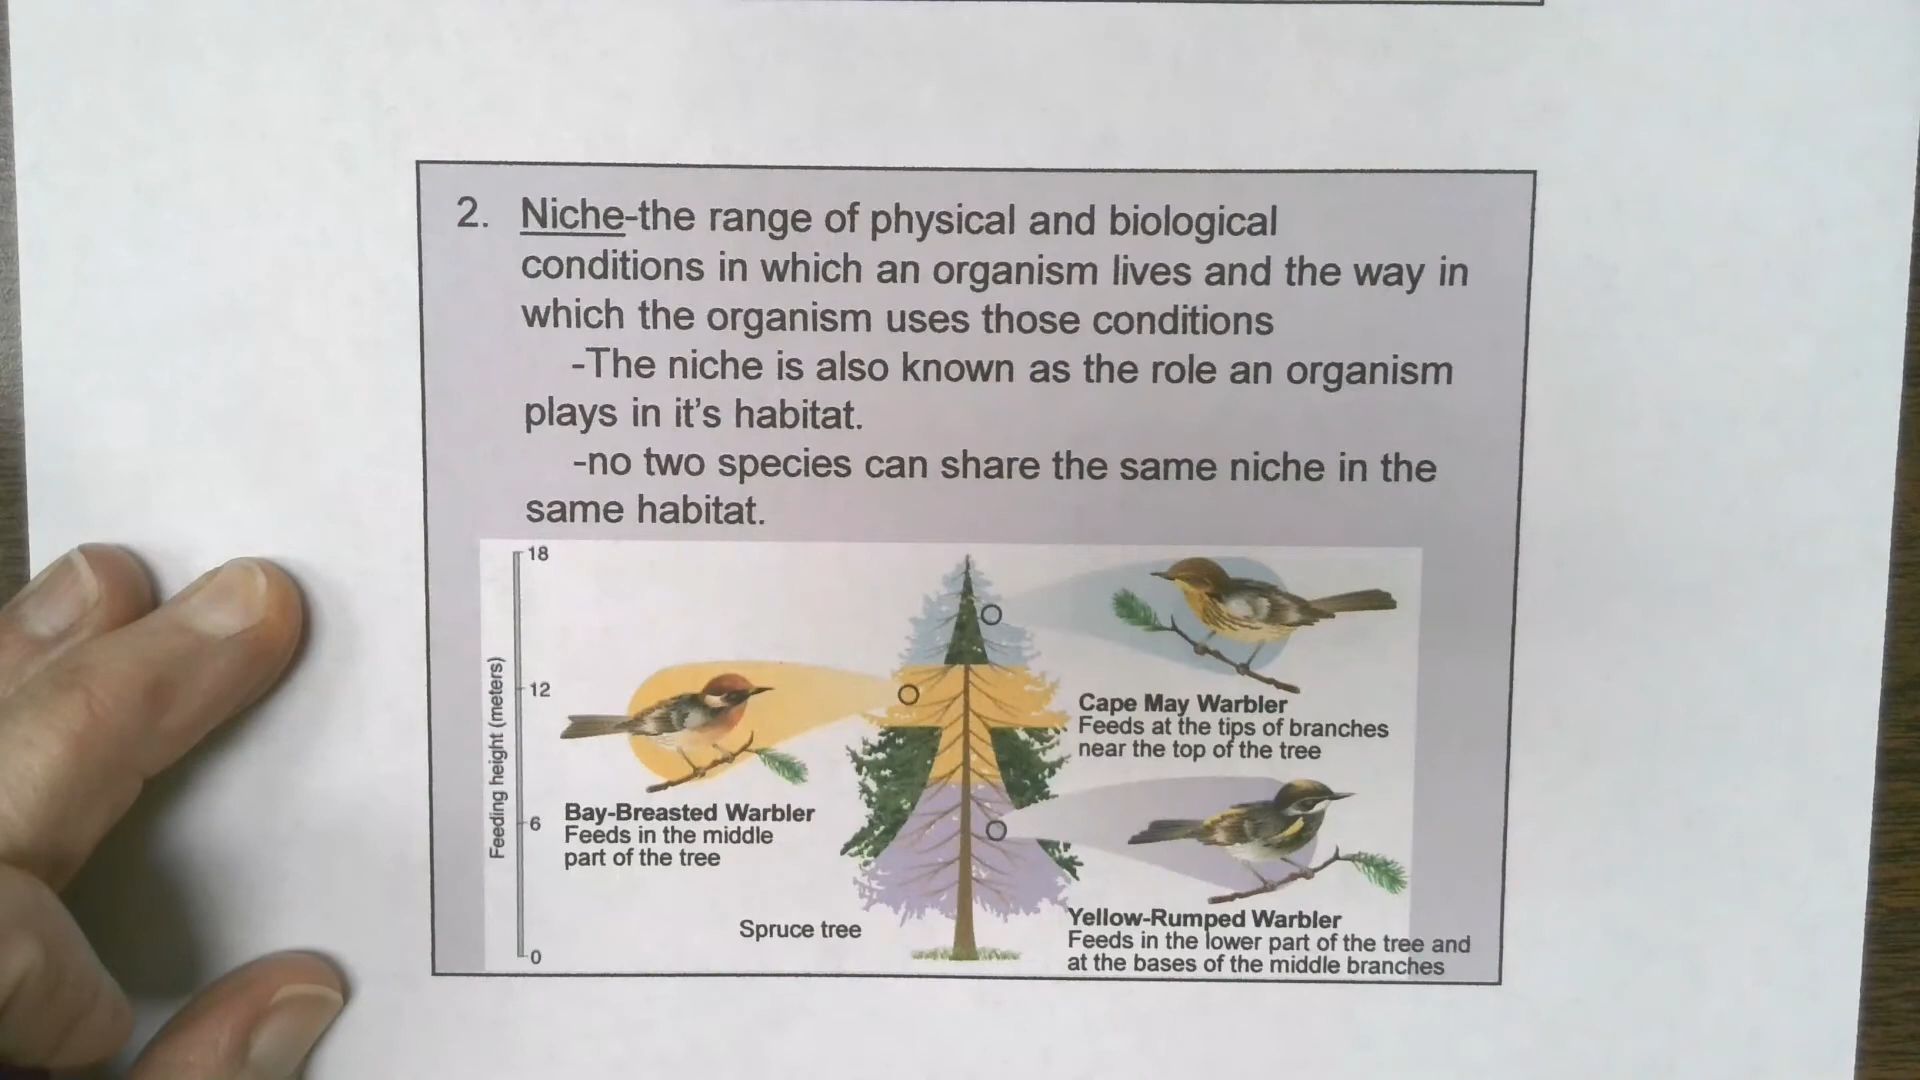 2. Niche-the range of physical and biological
conditions in which an organism lives and the way in
which the organism uses those conditions
-The niche is also known as the role an organism
plays in it's habitat.
-no two species can share the same niche in the
same habitat.
Feeding height (meters)
18
12
6
0
Bay-Breasted Warbler
Feeds in the middle
part of the tree
Spruce tree
Cape May Warbler
Feeds at the tips of branches
near the top of the tree
Yellow-Rumped Warbler
Feeds in the lower part of the tree and
at the bases of the middle branches